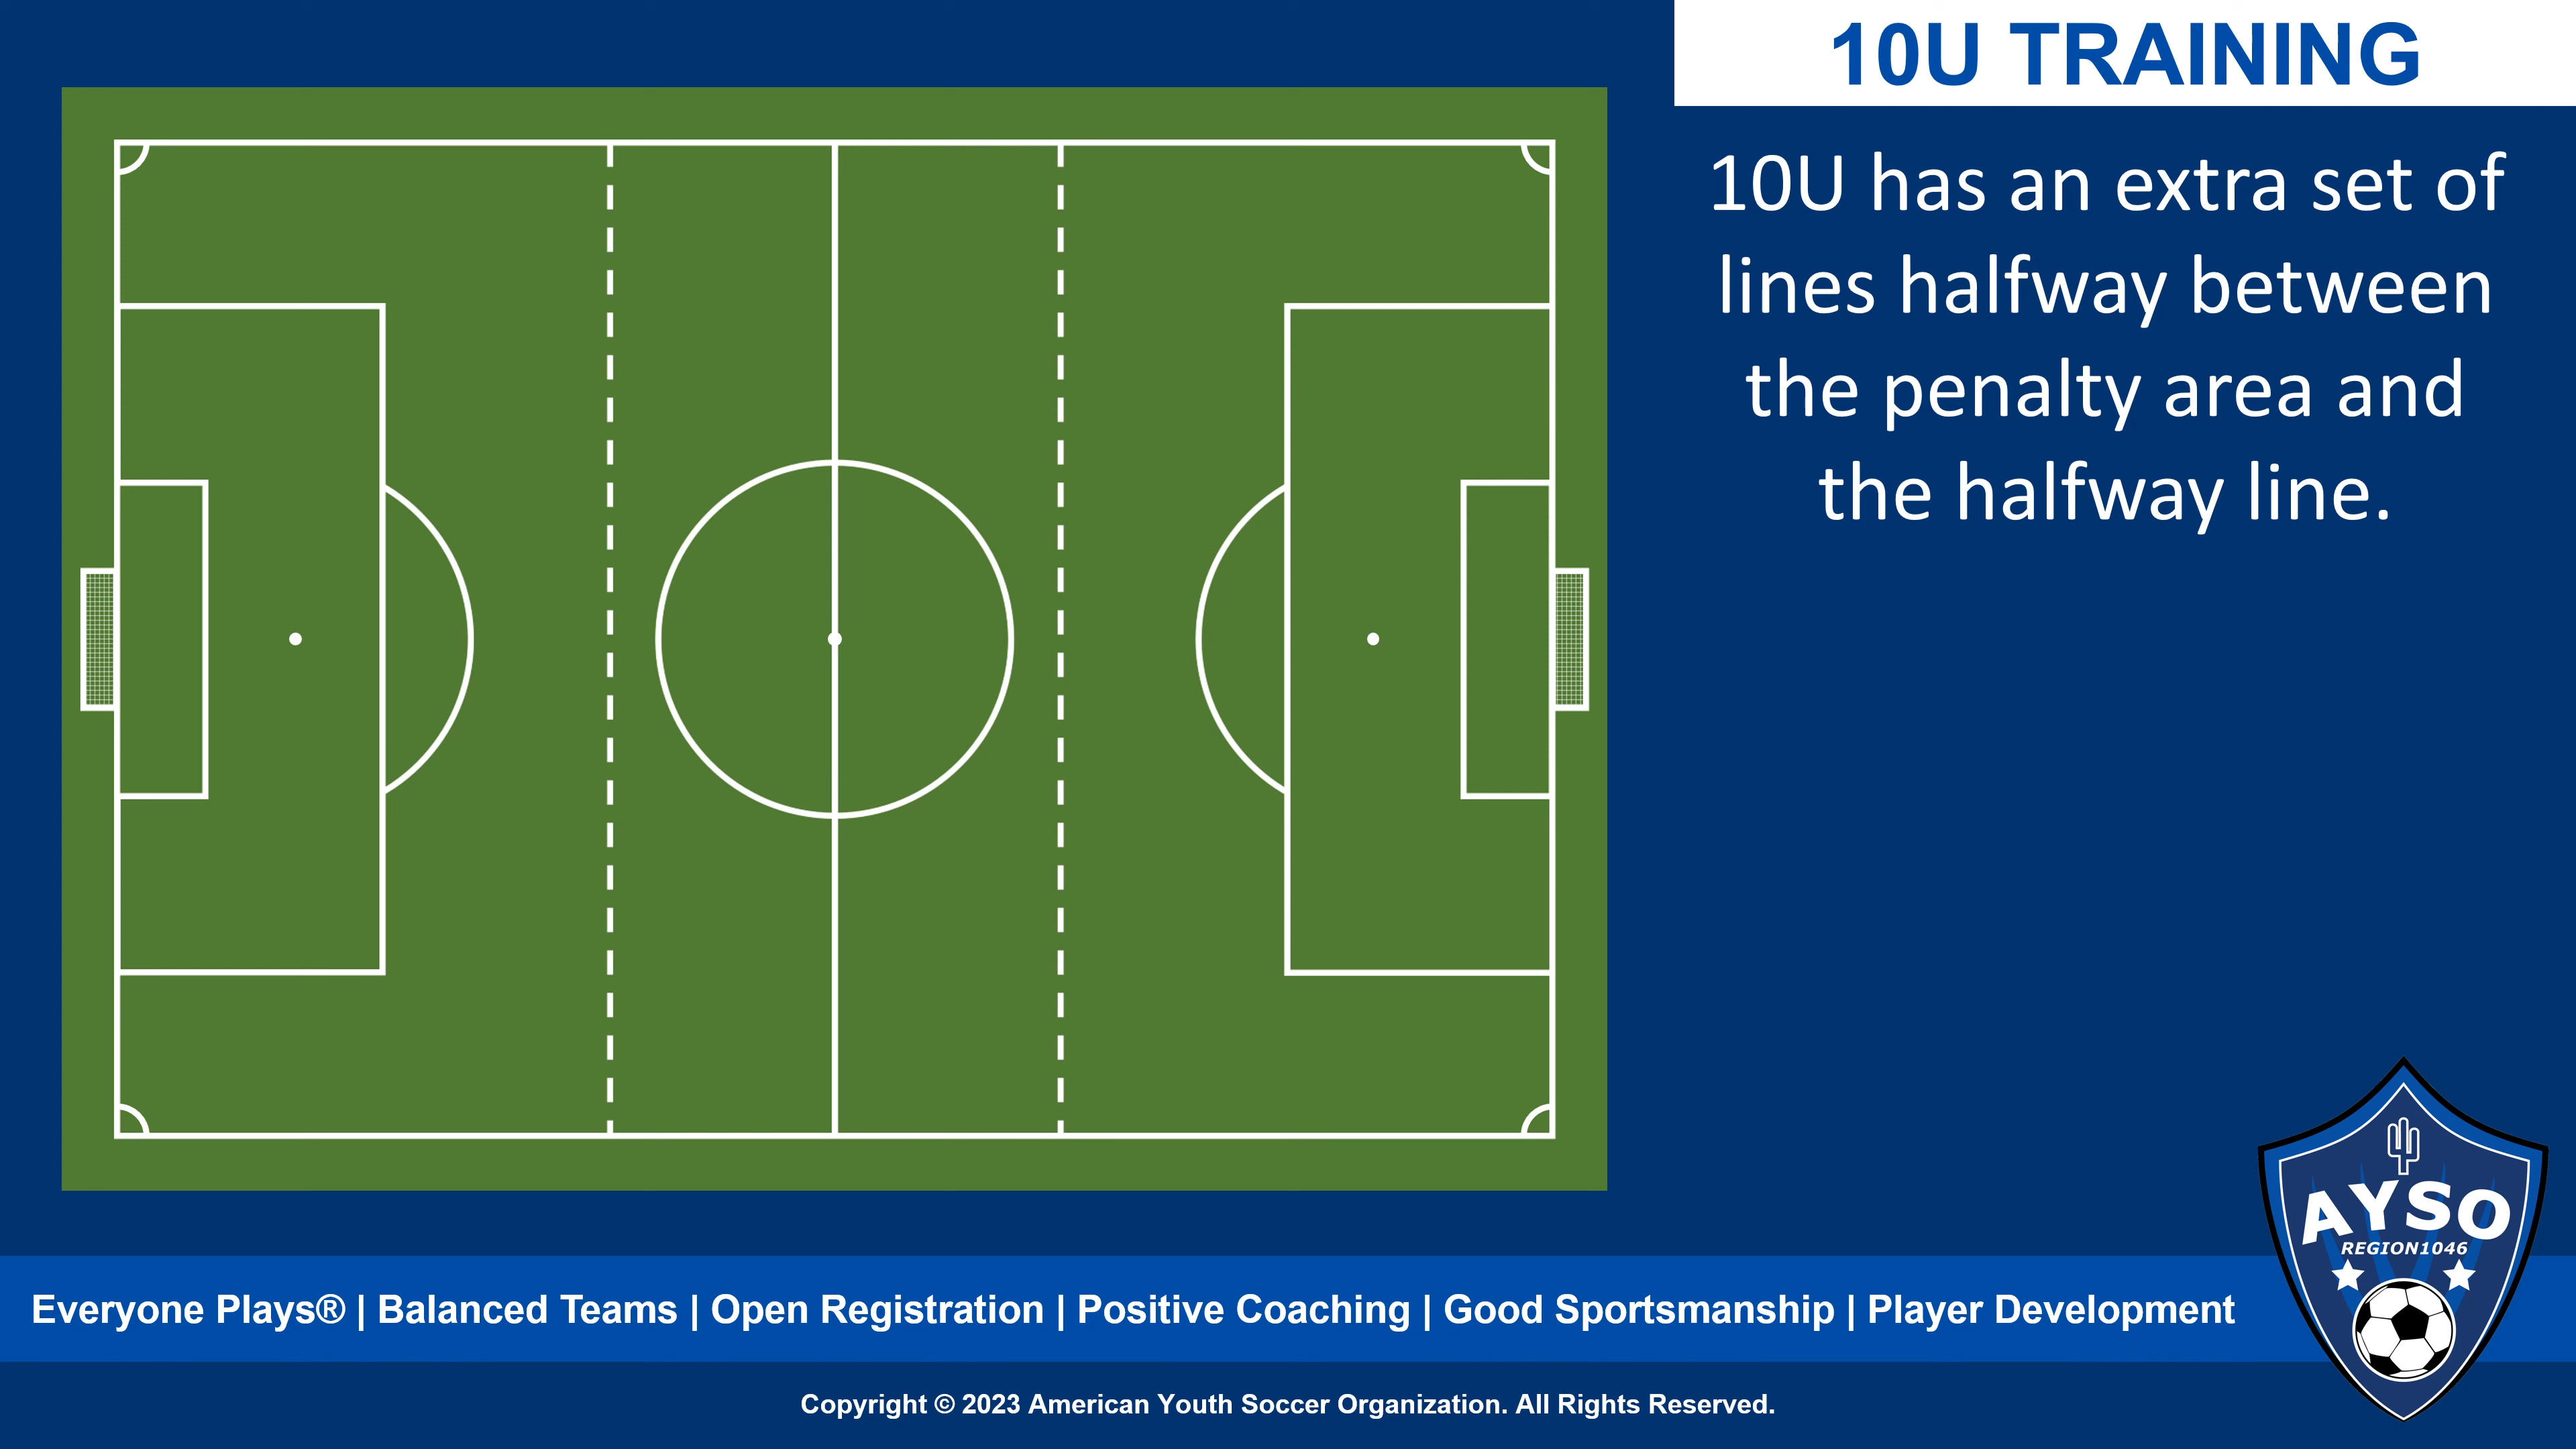 10U TRAINING
10U has an extra set of
lines halfway between
the penalty area and
the halfway line.
AYSO
REGION1046
Everyone Plays® | Balanced Teams | Open Registration | Positive Coaching | Good Sportsmanship | Player Development
Copyright © 2023 American Youth Soccer Organization. All Rights Reserved.